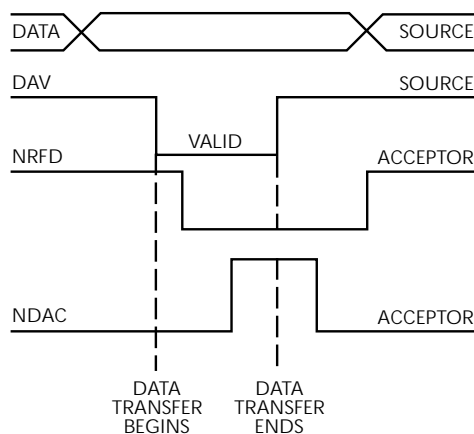 DATA SOURCE
DAV SOURCE
VALID
NRFD ACCEPTOR
NDAC ACCEPTOR
DATA TRANSFER BEGINS
DATA TRANSFER ENDS